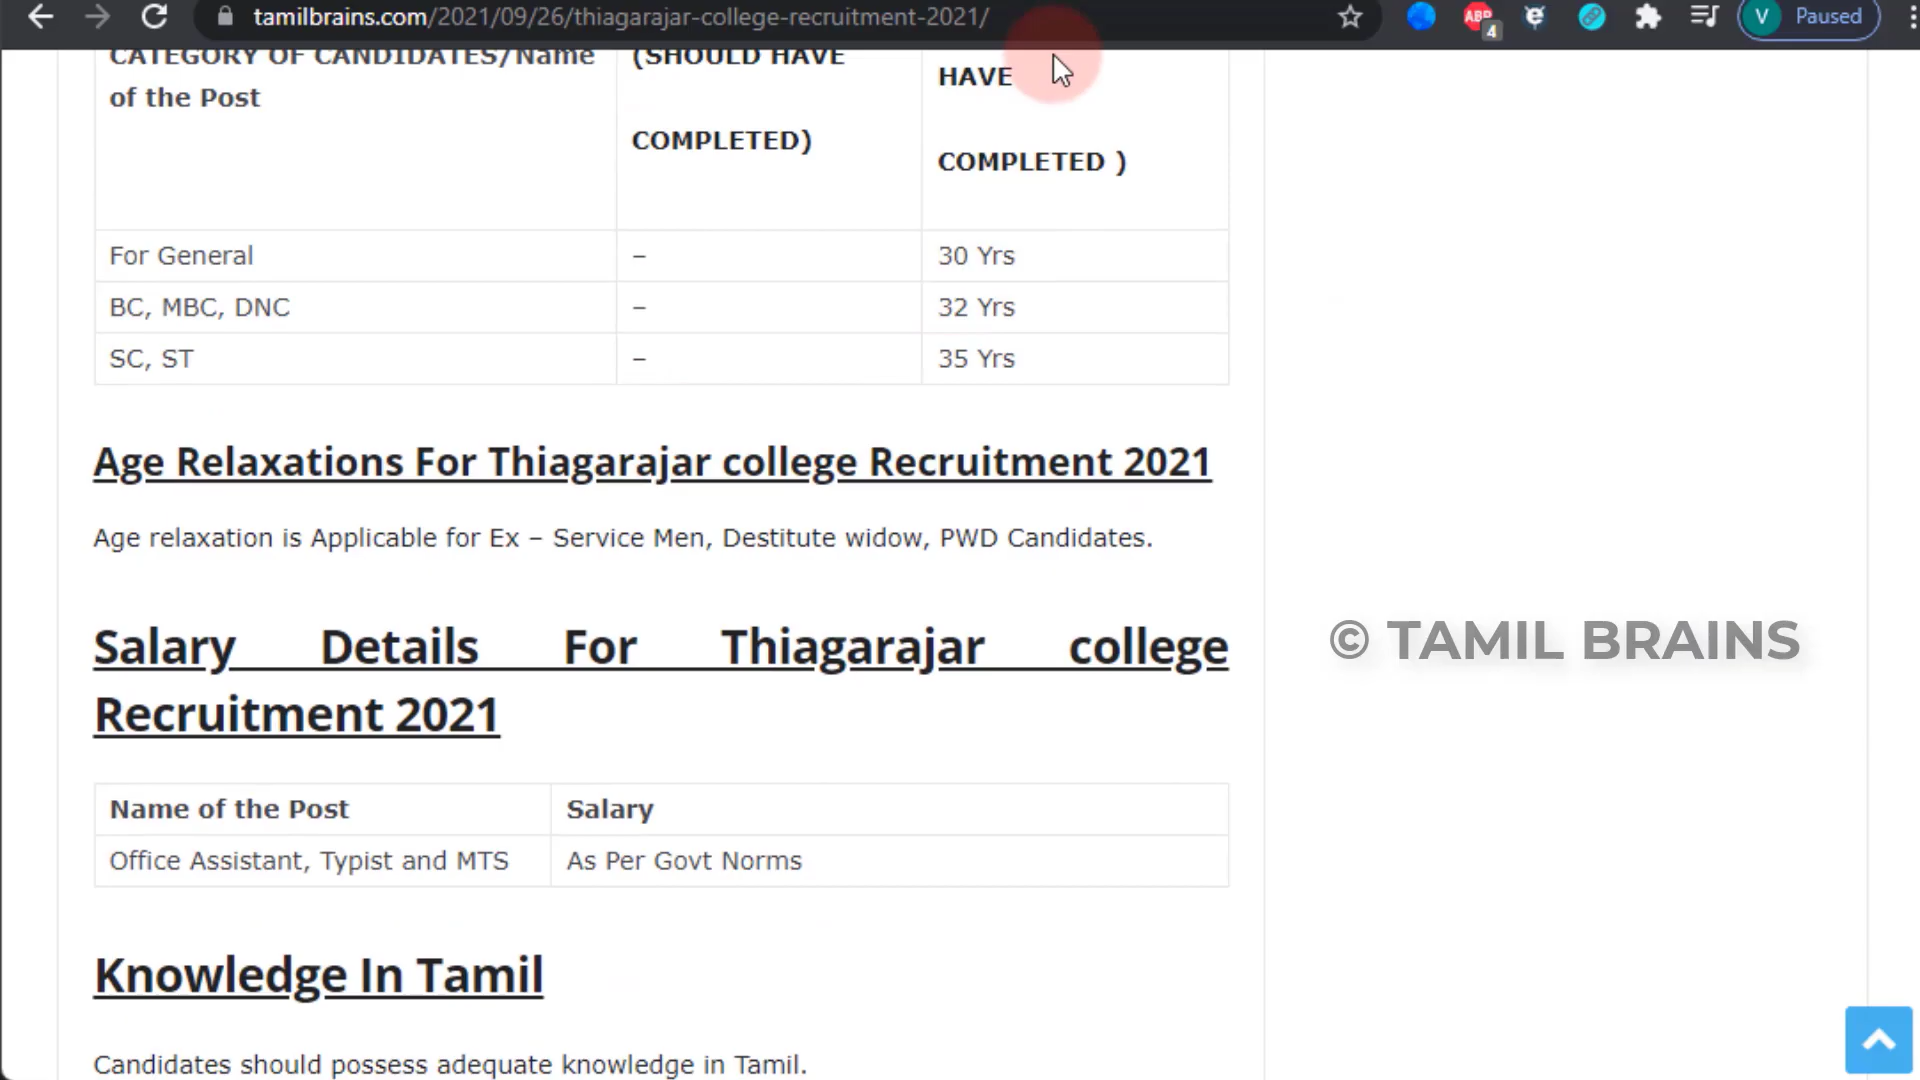 tamilbrains.com/2021/09/26/thiagarajar-college-recruitment-2021/
ABP
4
V
Paused
CATEGORY OF CANDIDATES/Name
of the Post
(SHOULD HAVE
COMPLETED)
HAVE
COMPLETED )
For General – 30 Yrs
BC, MBC, DNC – 32 Yrs
SC, ST – 35 Yrs
Age Relaxations For Thiagarajar college Recruitment 2021
Age relaxation is Applicable for Ex – Service Men, Destitute widow, PWD Candidates.
Salary Details For Thiagarajar college
Recruitment 2021
© TAMIL BRAINS
Name of the Post Salary
Office Assistant, Typist and MTS As Per Govt Norms
Knowledge In Tamil
Candidates should possess adequate knowledge in Tamil.